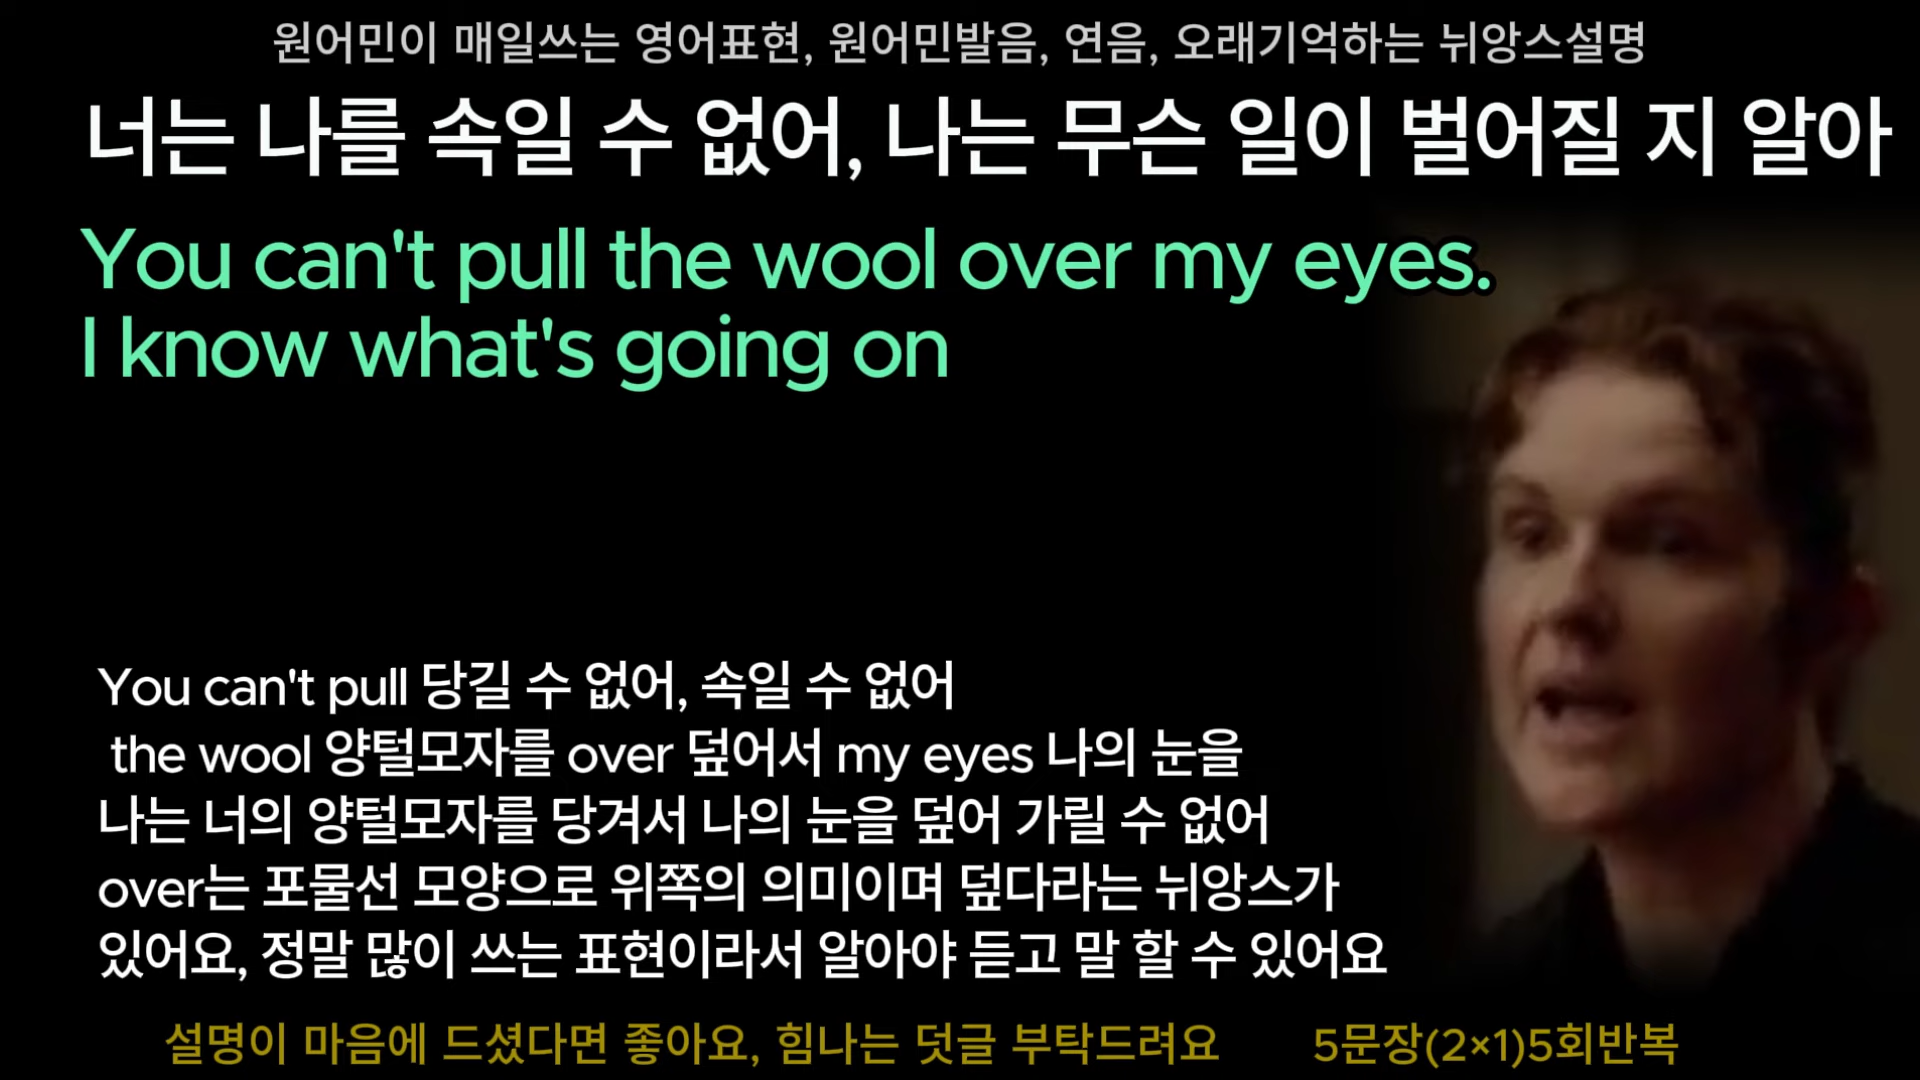 원어민이 매일쓰는 영어표현, 원어민발음, 연음, 오래기억하는 뉘앙스설명
너는 나를 속일 수 없어, 나는 무슨 일이 벌어질 지 알아
You can't pull the wool over my eyes.
I know what's going on
You can't pull 당길 수 없어, 속일 수 없어
the wool 양털모자를 over 덮어서 my eyes 나의 눈을
나는 너의 양털모자를 당겨서 나의 눈을 덮어 가릴 수 없어
over는 포물선 모양으로 위쪽의 의미이며 덮다라는 뉘앙스가
있어요, 정말 많이 쓰는 표현이라서 알아야 듣고 말 할 수 있어요
설명이 마음에 드셨다면 좋아요, 힘나는 덧글 부탁드려요 5문장(2×1)5회반복